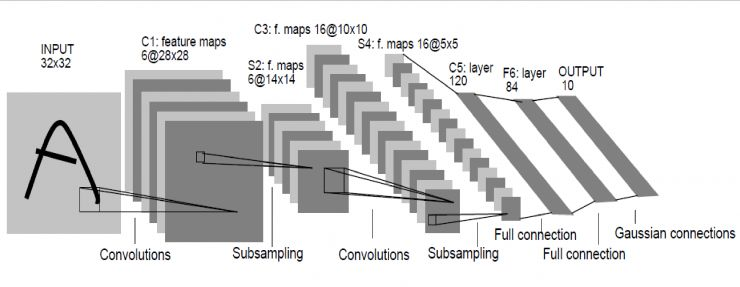 INPUT
32x32
A
C1: feature maps
6@28x28
C3: f. maps 16@10x10
S2: f. maps
6@14x14
S4: f. maps 16@5x5
C5: layer
120
F6: layer
84
OUTPUT
10
Convolutions
Subsampling
Convolutions
Subsampling
Full connection
Full connection
Gaussian connections